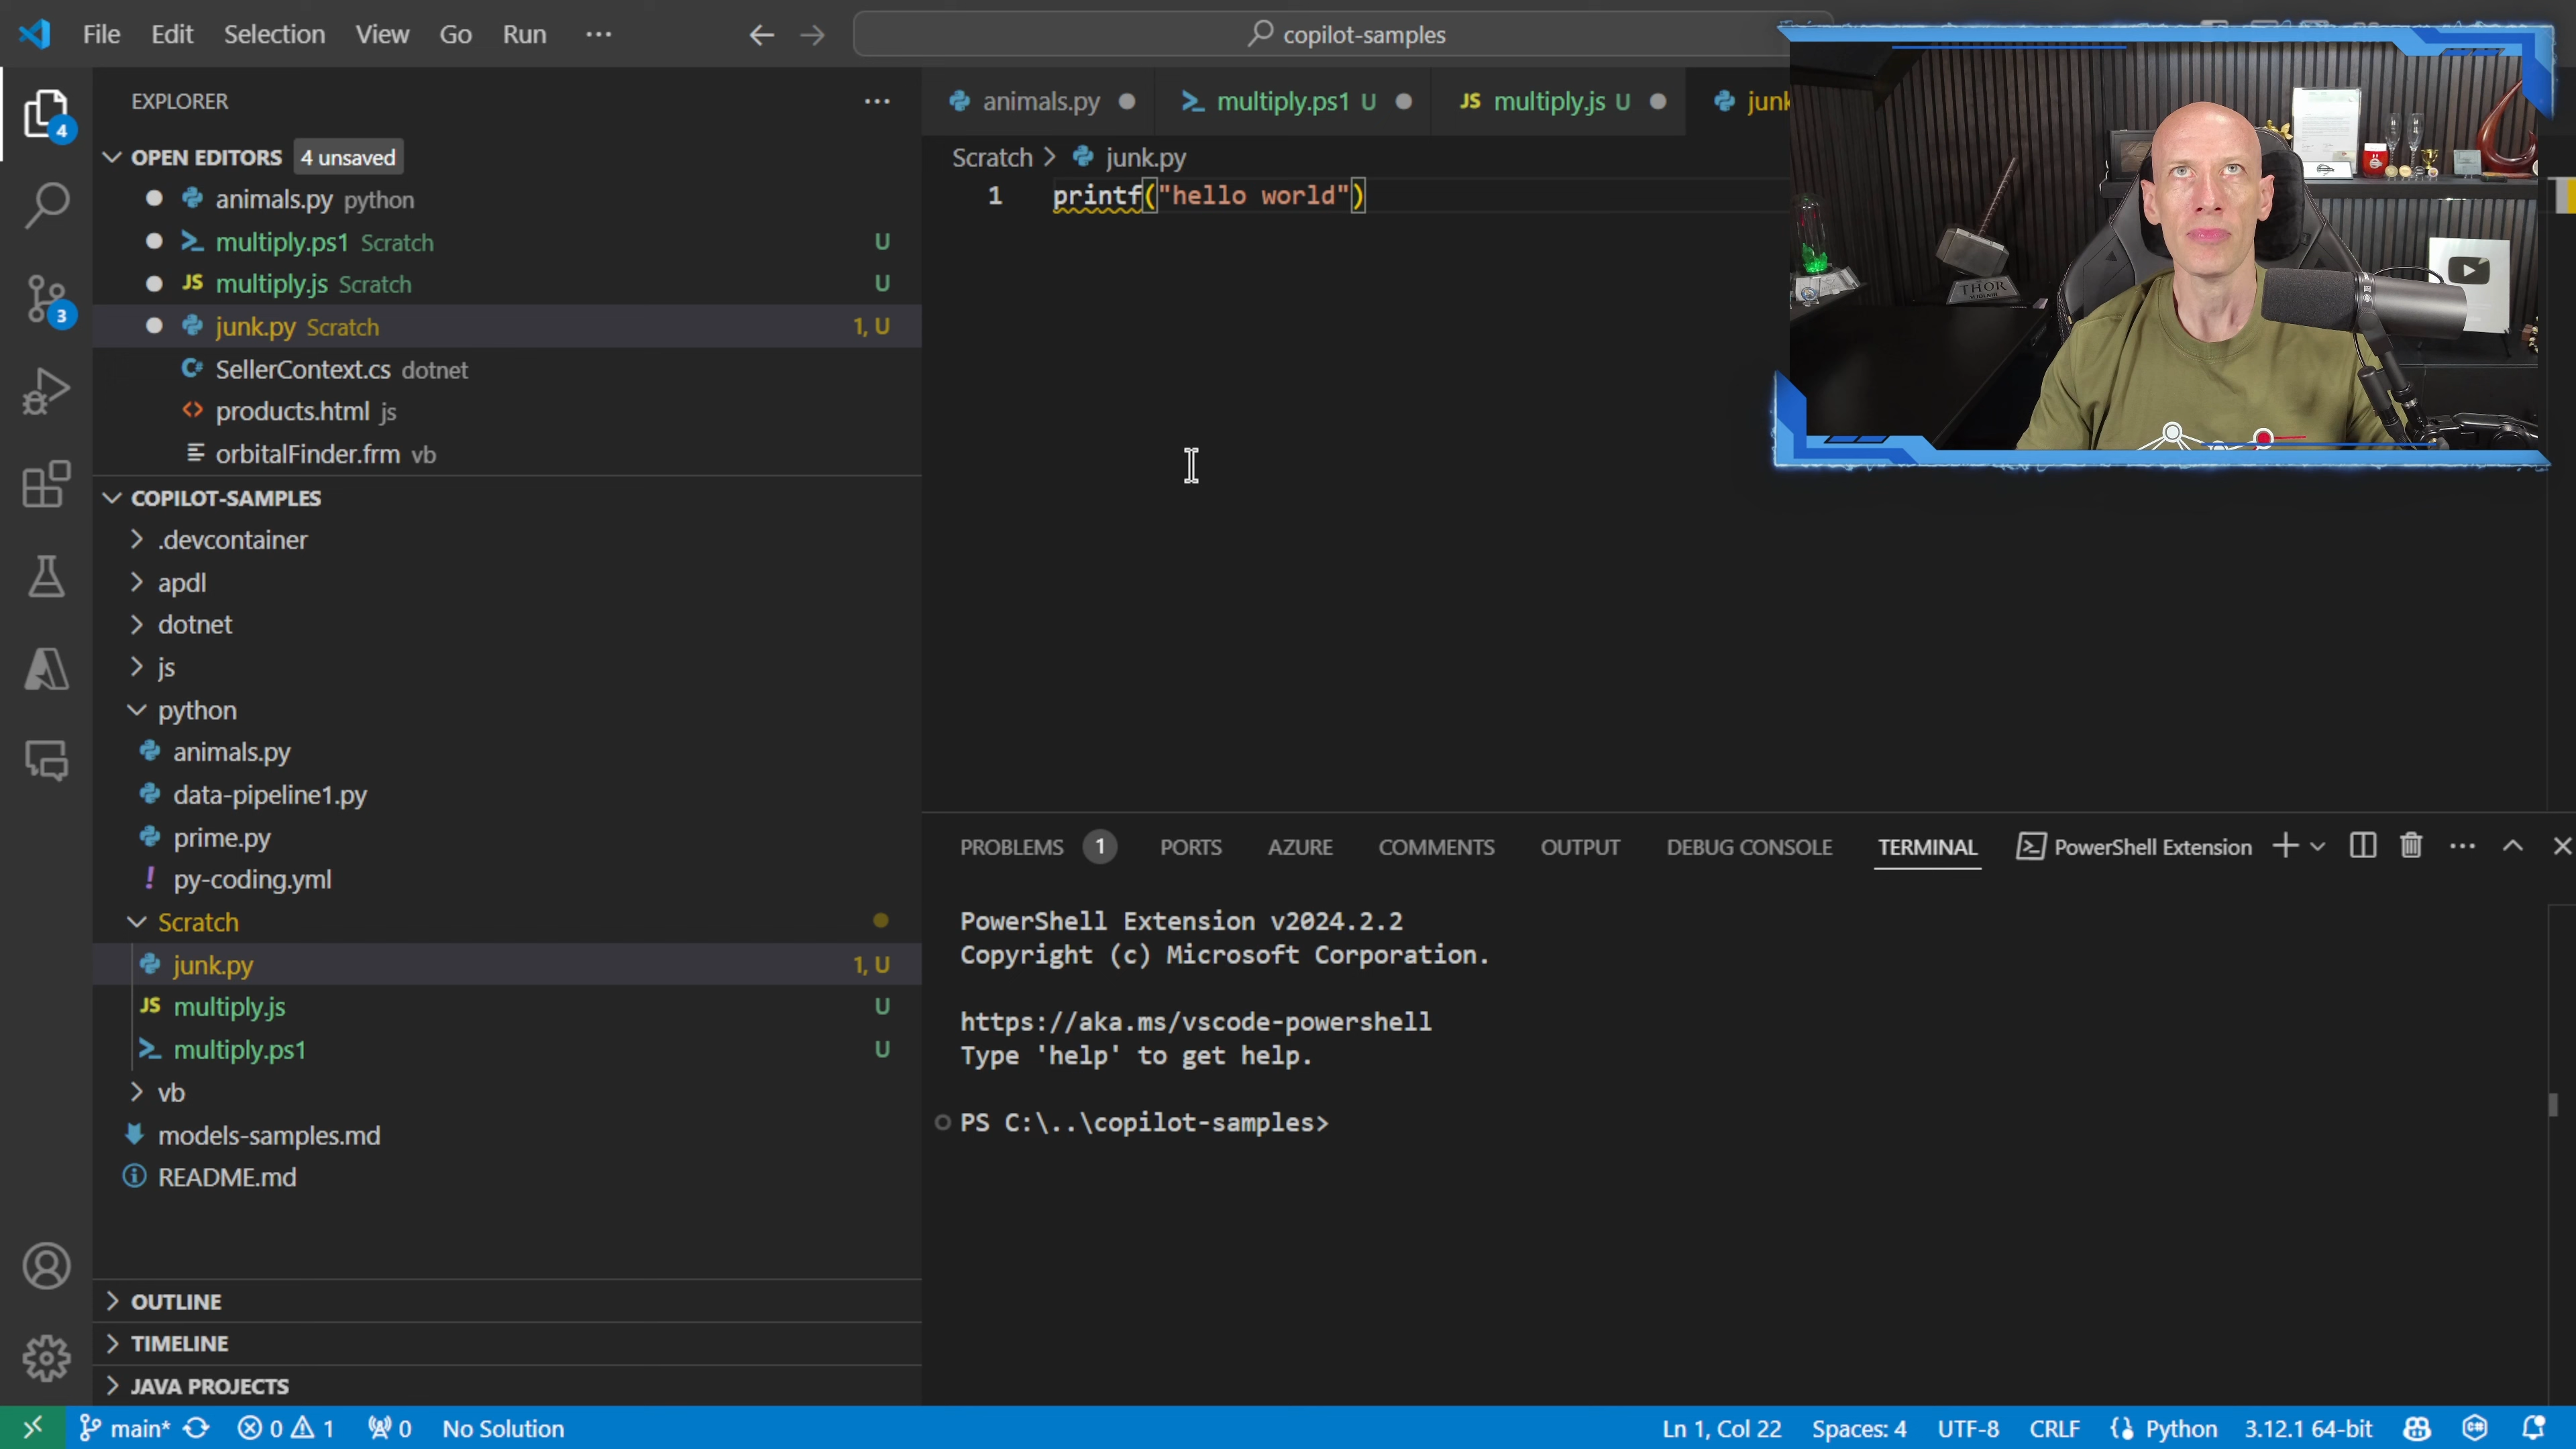 File Edit Selection View Go Run ···
copilot-samples
EXPLORER
4
OPEN EDITORS 4 unsaved
animals.py python
multiply.ps1 Scratch U
multiply.js Scratch U
3
junk.py Scratch 1, U
SellerContext.cs dotnet
products.html js
orbitalFinder.frm vb
COPILOT-SAMPLES
.devcontainer
apdl
dotnet
js
python
animals.py
data-pipeline1.py
prime.py
! py-coding.yml
Scratch
junk.py 1, U
JS multiply.js U
multiply.ps1 U
vb
models-samples.md
README.md
OUTLINE
TIMELINE
JAVA PROJECTS
animals.py multiply.ps1 U JS multiply.js U junk
Scratch > junk.py
1 printf("hello world")
THOR
PROBLEMS 1 PORTS AZURE COMMENTS OUTPUT DEBUG CONSOLE TERMINAL PowerShell Extension
PowerShell Extension v2024.2.2
Copyright (c) Microsoft Corporation.
https://aka.ms/vscode-powershell
Type 'help' to get help.
PS C:\..\copilot-samples>
main* 0 1 0 No Solution Ln 1, Col 22 Spaces: 4 UTF-8 CRLF Python 3.12.1 64-bit